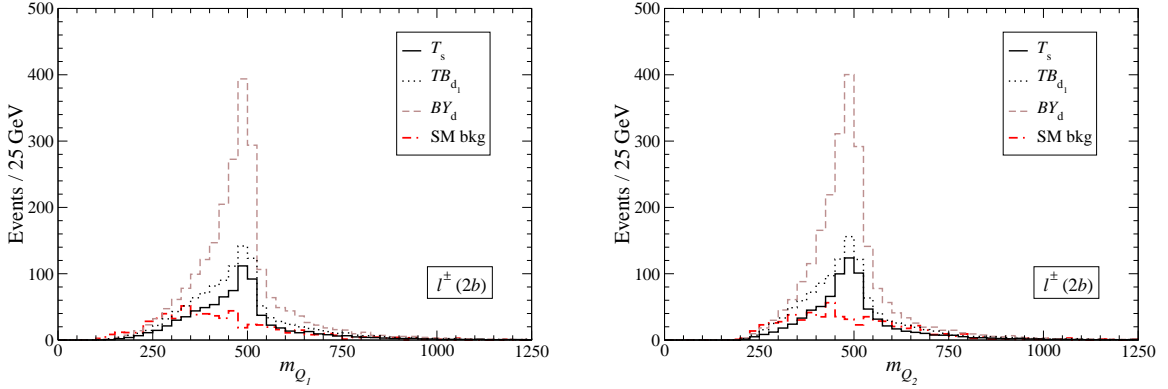 500
400
300
200
100
0
Events / 25 GeV
T_s
TB_{d_1}
BY_d
SM bkg
l^± (2b)
0 250 500 750 1000 1250
m_{Q_1}
500
400
300
200
100
0
Events / 25 GeV
T_s
TB_{d_1}
BY_d
SM bkg
l^± (2b)
0 250 500 750 1000 1250
m_{Q_2}